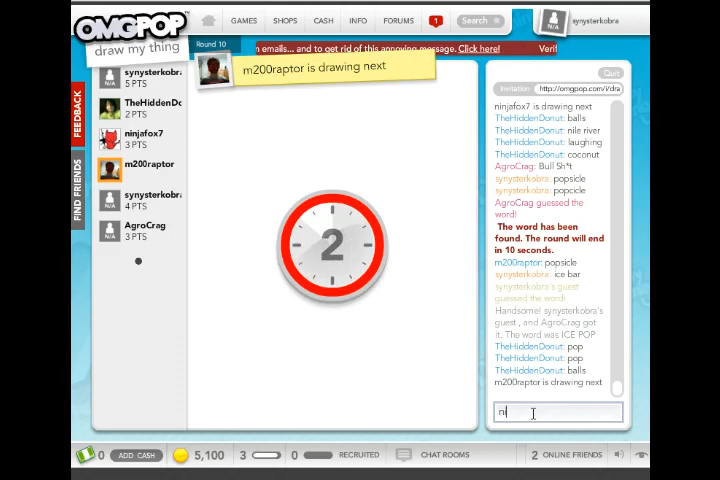 OMGPOP
GAMES SHOPS CASH INFO FORUMS 1 Search N/A synysterkobra
draw my thing
Round 10
m emails... and to get rid of this annoying message. Click here! Verif
m200raptor is drawing next
FEEDBACK
FIND FRIENDS
N/A synysterkobra
5 PTS
TheHiddenDo
2 PTS
ninjafox7
3 PTS
m200raptor
N/A synysterkobra
4 PTS
N/A AgroCrag
3 PTS
2
Quit
Invitation http://omgpop.com/i/dra
ninjafox7 is drawing next
TheHiddenDonut: balls
TheHiddenDonut: nile river
TheHiddenDonut: laughing
TheHiddenDonut: coconut
AgroCrag: Bull Sh*t
synysterkobra: popsicle
synysterkobra: popcicle
AgroCrag guessed the
word!
The word has been
found. The round will end
in 10 seconds.
m200raptor: popsicle
synysterkobra: ice bar
synysterkobra's guest
guessed the word!
Handsome! synysterkobra's
guest , and AgroCrag got
it. The word was ICE POP
TheHiddenDonut: pop
TheHiddenDonut: pop
TheHiddenDonut: balls
m200raptor is drawing next
ni
0 ADD CASH 5,100 3 0 RECRUITED CHAT ROOMS 2 ONLINE FRIENDS